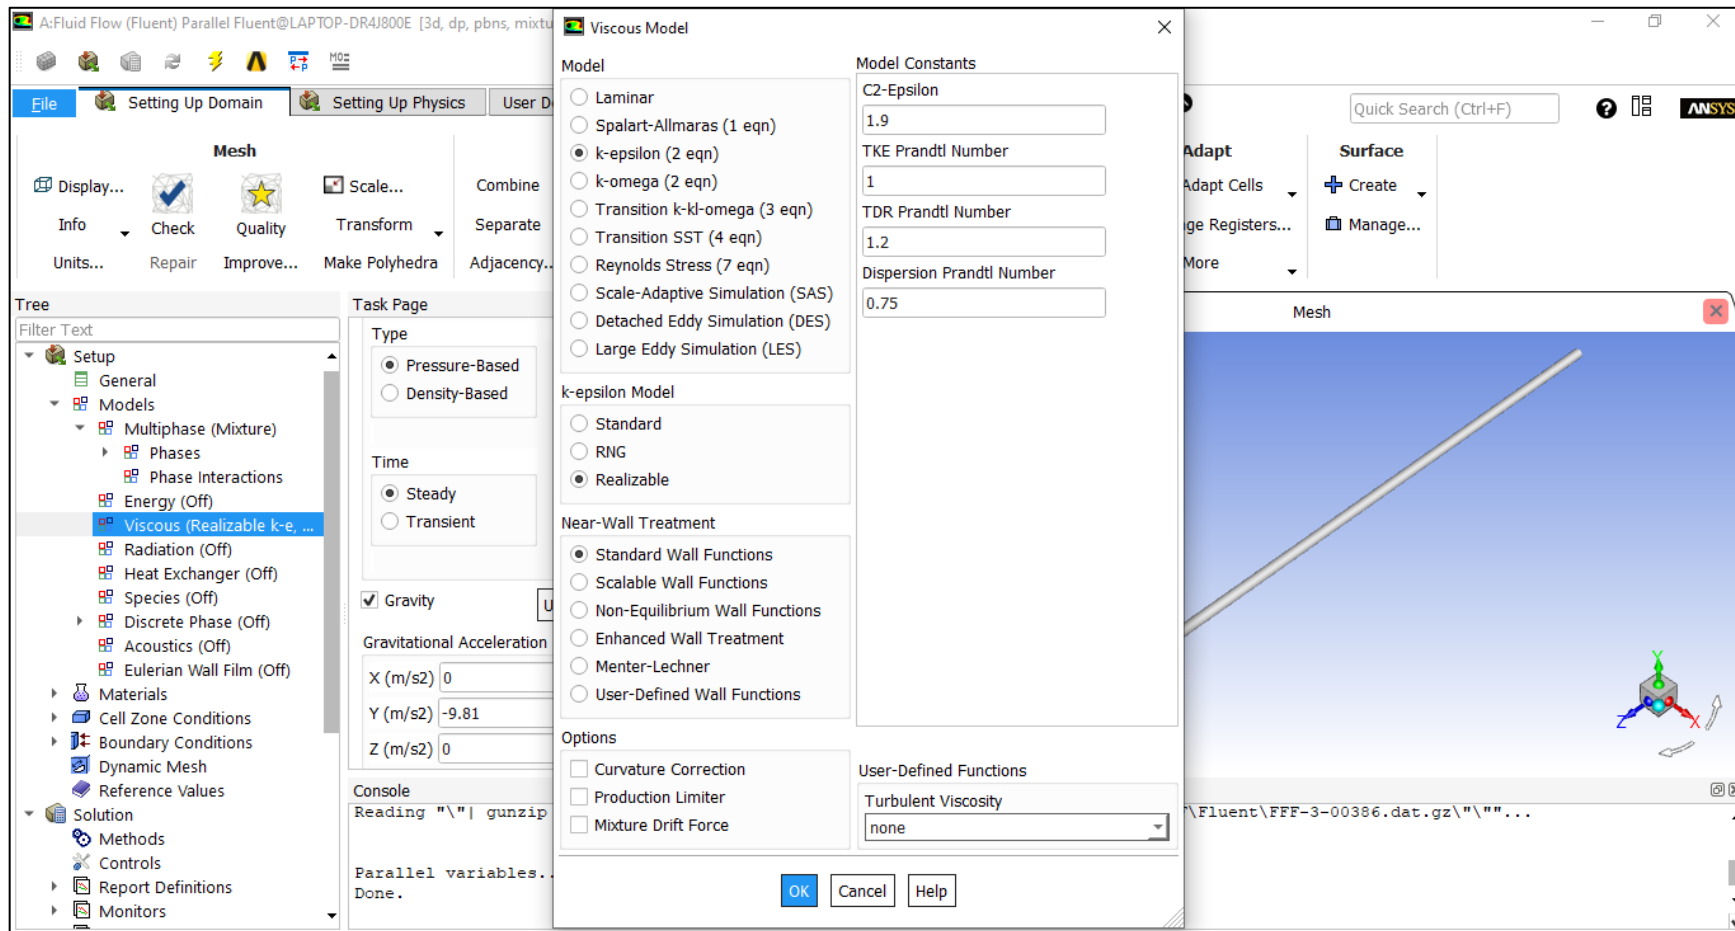 A:Fluid Flow (Fluent) Parallel Fluent@LAPTOP-DR4J800E [3d, dp, pbns, mixtu
File
Setting Up Domain
Setting Up Physics
User D
Quick Search (Ctrl+F)
ANSYS
Mesh
Display...
Info
Units...
Check
Repair
Quality
Improve...
Scale...
Transform
Make Polyhedra
Combine
Separate
Adjacency..
Adapt
Adapt Cells
ge Registers...
More
Surface
Create
Manage...
Tree
Filter Text
Setup
General
Models
Multiphase (Mixture)
Phases
Phase Interactions
Energy (Off)
Viscous (Realizable k-e, ...
Radiation (Off)
Heat Exchanger (Off)
Species (Off)
Discrete Phase (Off)
Acoustics (Off)
Eulerian Wall Film (Off)
Materials
Cell Zone Conditions
Boundary Conditions
Dynamic Mesh
Reference Values
Solution
Methods
Controls
Report Definitions
Monitors
Task Page
Type
Pressure-Based
Density-Based
Time
Steady
Transient
Gravity
U
Gravitational Acceleration
X (m/s2) 0
Y (m/s2) -9.81
Z (m/s2) 0
Viscous Model
Model
Laminar
Spalart-Allmaras (1 eqn)
k-epsilon (2 eqn)
k-omega (2 eqn)
Transition k-kl-omega (3 eqn)
Transition SST (4 eqn)
Reynolds Stress (7 eqn)
Scale-Adaptive Simulation (SAS)
Detached Eddy Simulation (DES)
Large Eddy Simulation (LES)
k-epsilon Model
Standard
RNG
Realizable
Near-Wall Treatment
Standard Wall Functions
Scalable Wall Functions
Non-Equilibrium Wall Functions
Enhanced Wall Treatment
Menter-Lechner
User-Defined Wall Functions
Options
Curvature Correction
Production Limiter
Mixture Drift Force
Model Constants
C2-Epsilon
1.9
TKE Prandtl Number
1
TDR Prandtl Number
1.2
Dispersion Prandtl Number
0.75
User-Defined Functions
Turbulent Viscosity
none
OK
Cancel
Help
Mesh
Y
Z
X
Console
Reading "\"| gunzip
\Fluent\FFF-3-00386.dat.gz\"\""...
Parallel variables..
Done.